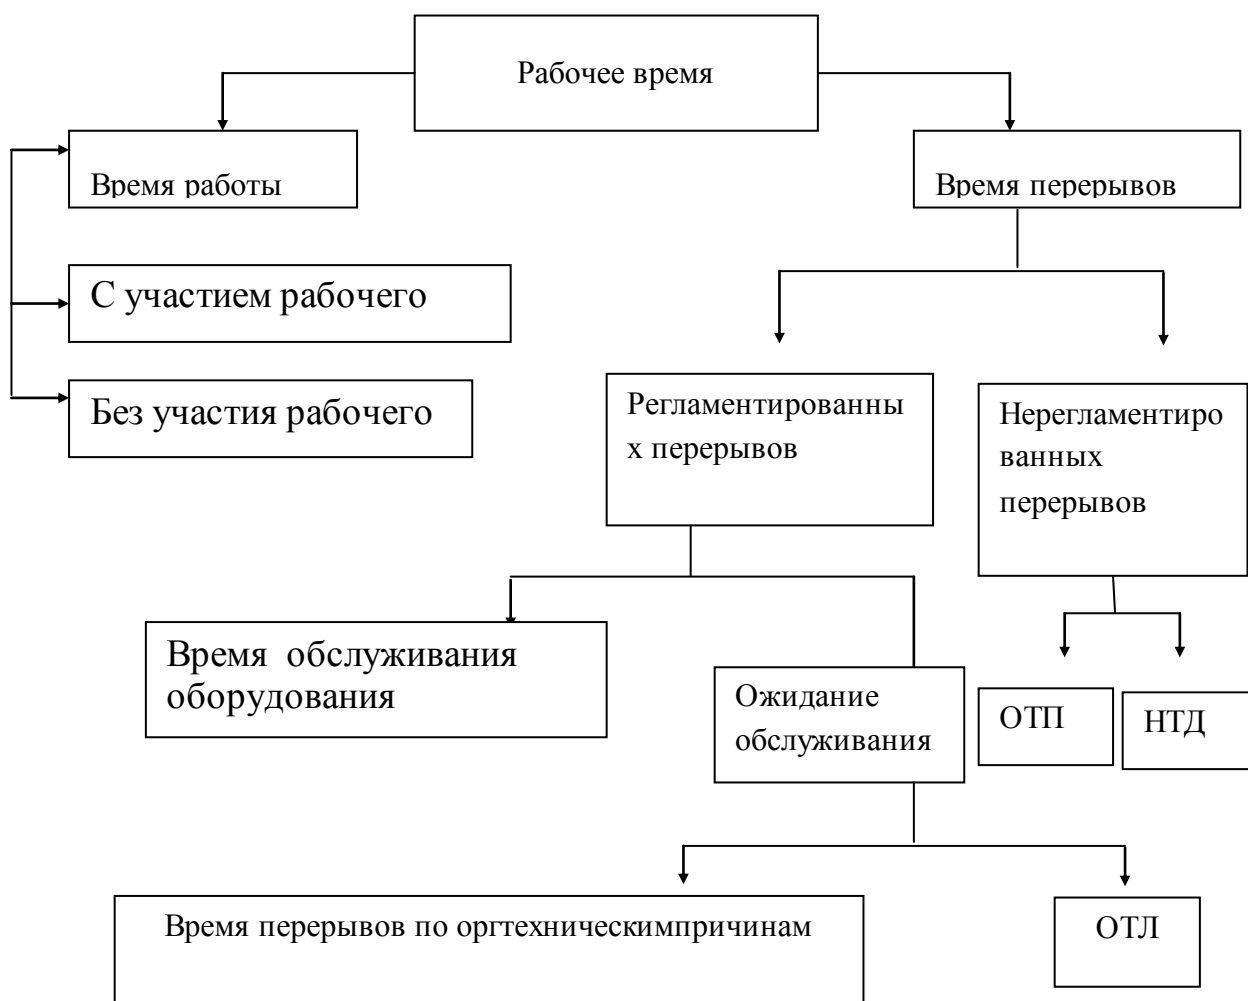 Рабочее время
Время работы
Время перерывов
С участием рабочего
Без участия рабочего
Регламентированны
х перерывов
Нерегламентиро
ванных
перерывов
Время обслуживания
оборудования
Ожидание
обслуживания
ОТП
НТД
Время перерывов по оргтехническимпричинам
ОТЛ